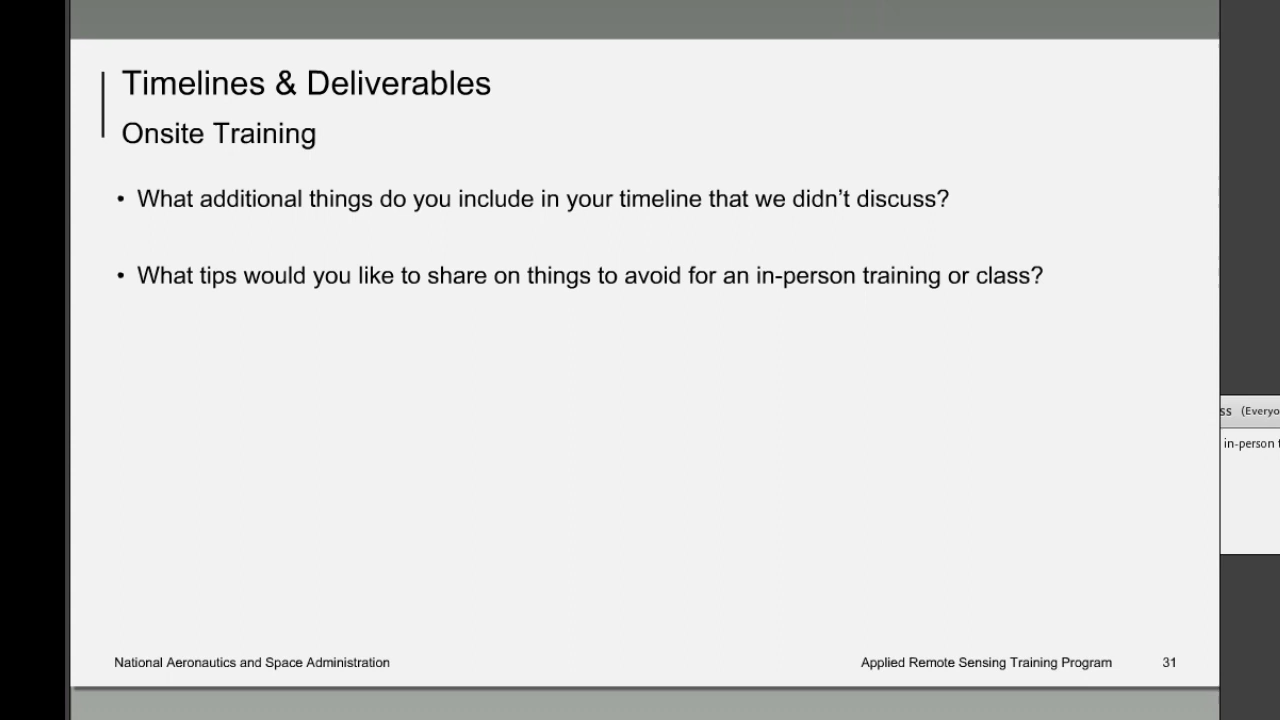 Timelines & Deliverables
Onsite Training
• What additional things do you include in your timeline that we didn't discuss?
• What tips would you like to share on things to avoid for an in-person training or class?
ss (Everyo
in-person t
National Aeronautics and Space Administration
Applied Remote Sensing Training Program 31